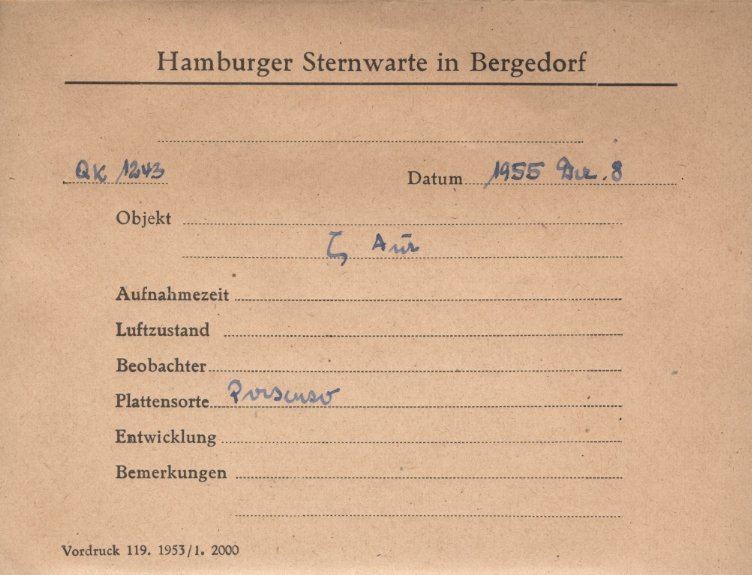 Hamburger Sternwarte in Bergedorf
QK 1243 Datum 1955 Dez. 8
Objekt
ζ Aur
Aufnahmezeit
Luftzustand
Beobachter
Plattensorte
Entwicklung
Bemerkungen
Vordruck 119. 1953/1. 2000